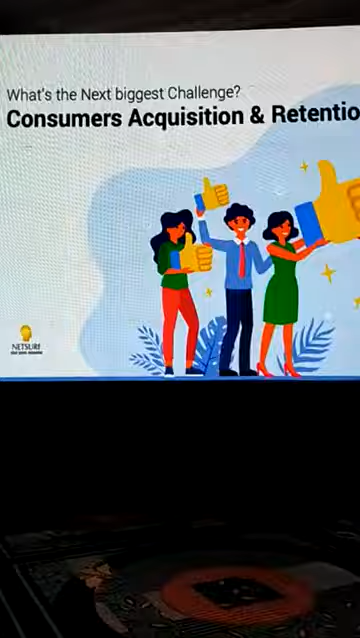 What's the Next biggest Challenge?
Consumers Acquisition & Retentio
NETSURF